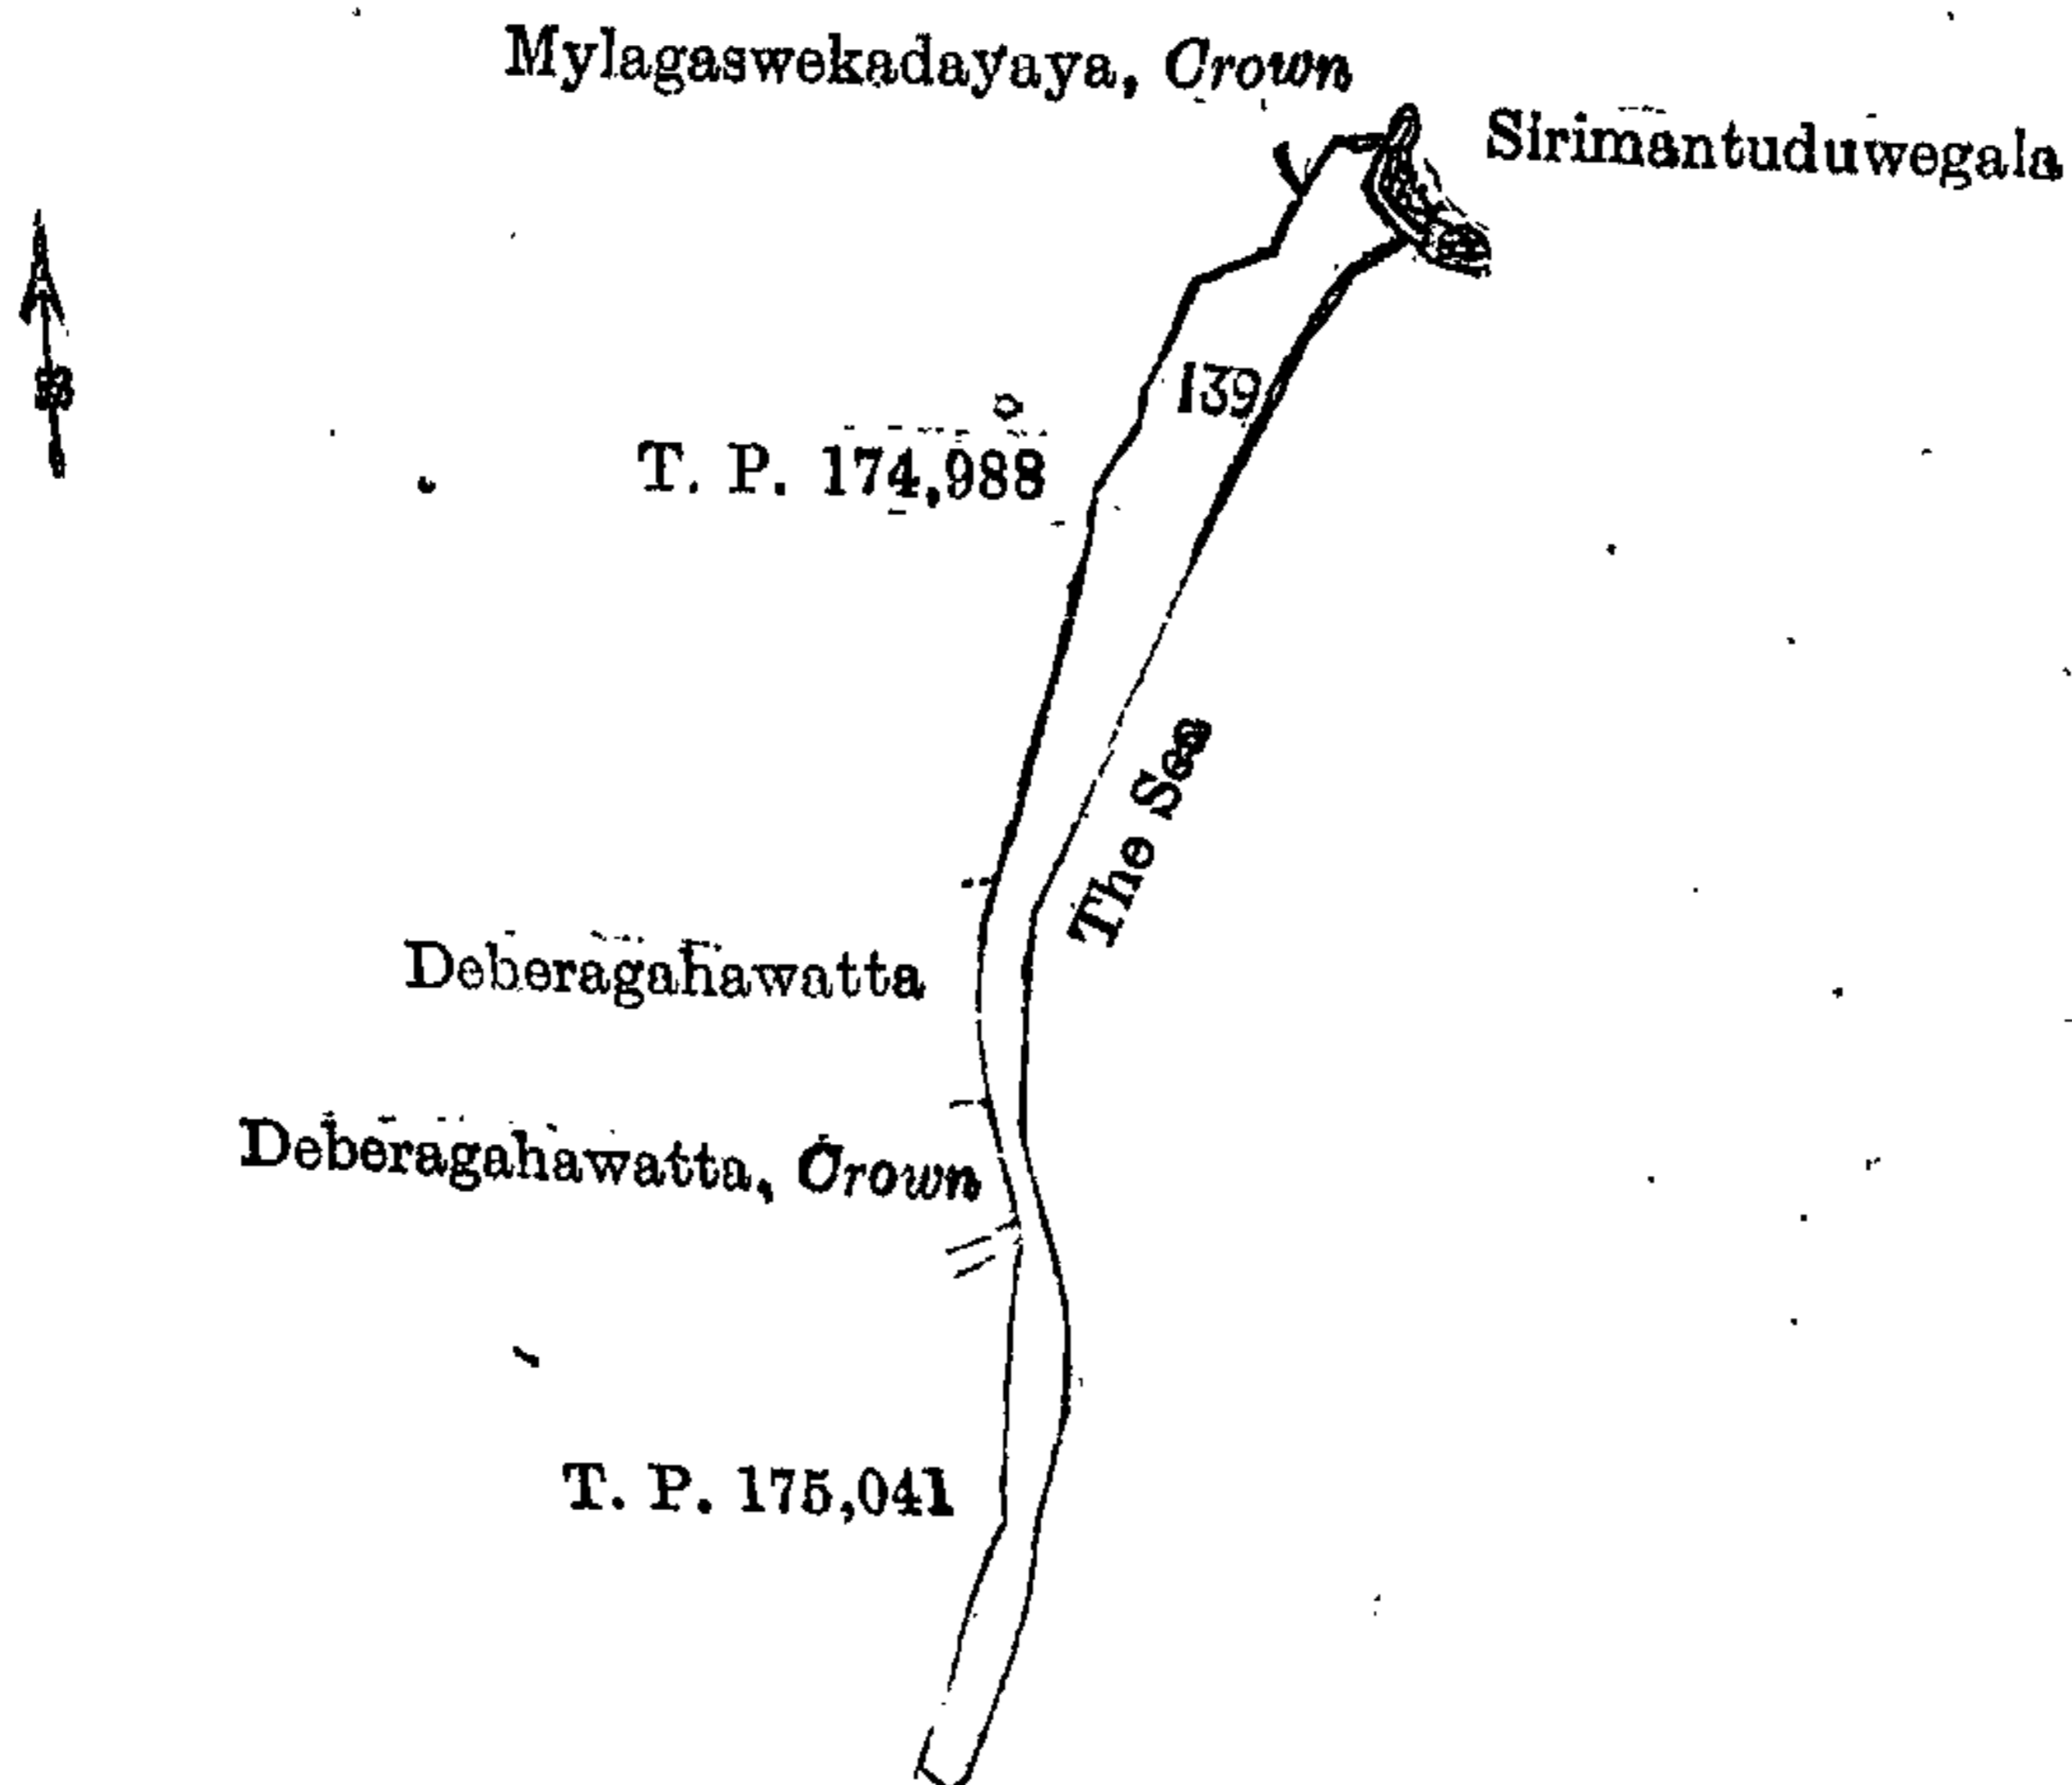 Mylagaswekadayaya, Crown
Sirimantuduwegala
139
T. P. 174,988
The Sea
Deberagahawatta
Deberagahawatta, Crown
T. P. 175,041